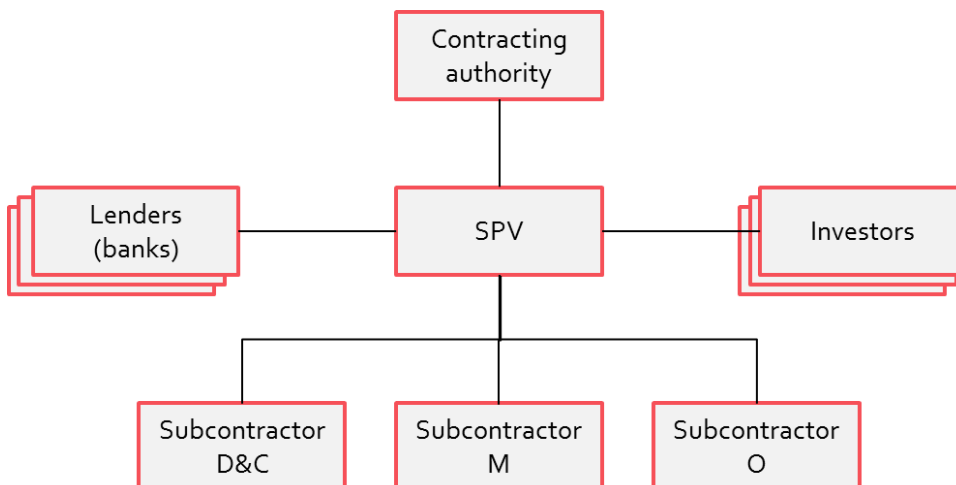 Contracting
authority
Lenders
(banks)
SPV
Investors
Subcontractor
D&C
Subcontractor
M
Subcontractor
O